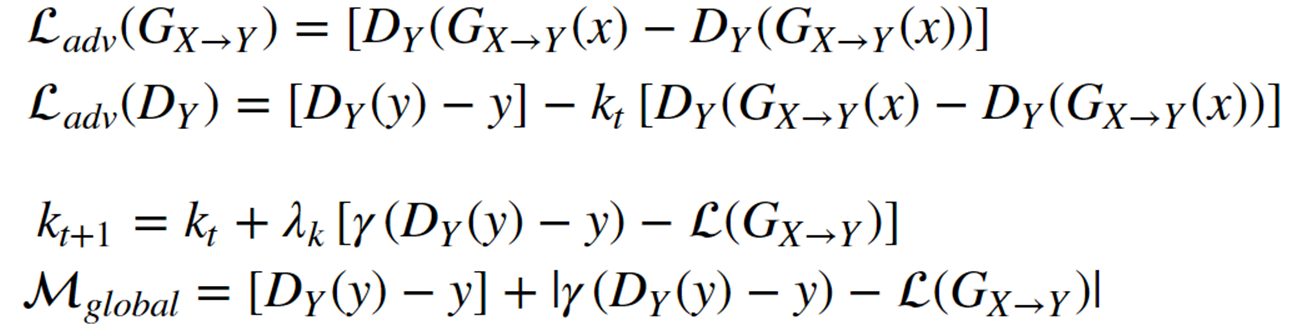 ℒ_adv(G_X→Y) = [D_Y(G_X→Y(x) − D_Y(G_X→Y(x))]
ℒ_adv(D_Y) = [D_Y(y) − y] − k_t [D_Y(G_X→Y(x) − D_Y(G_X→Y(x))]
k_t+1 = k_t + λ_k [γ (D_Y(y) − y) − ℒ(G_X→Y)]
ℳ_global = [D_Y(y) − y] + |γ (D_Y(y) − y) − ℒ(G_X→Y)|